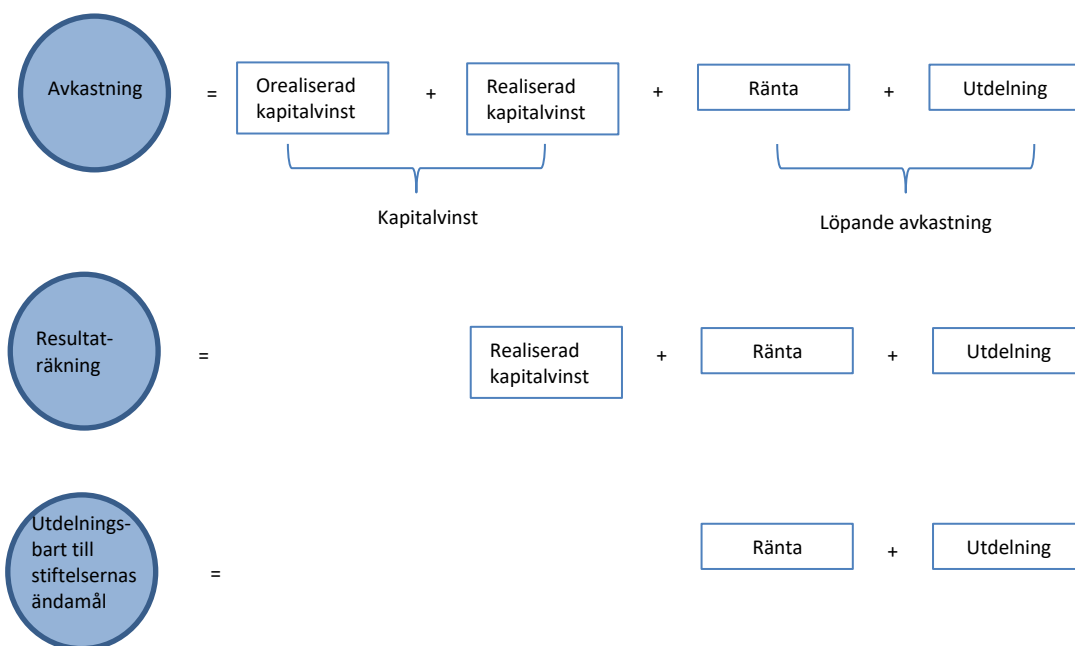 Avkastning
=
Orealiserad
kapitalvinst
+
Realiserad
kapitalvinst
+
Ränta
+
Utdelning
Kapitalvinst
Löpande avkastning
Resultat-
räkning
=
Realiserad
kapitalvinst
+
Ränta
+
Utdelning
Utdelnings-
bart till
stiftelsernas
ändamål
=
Ränta
+
Utdelning